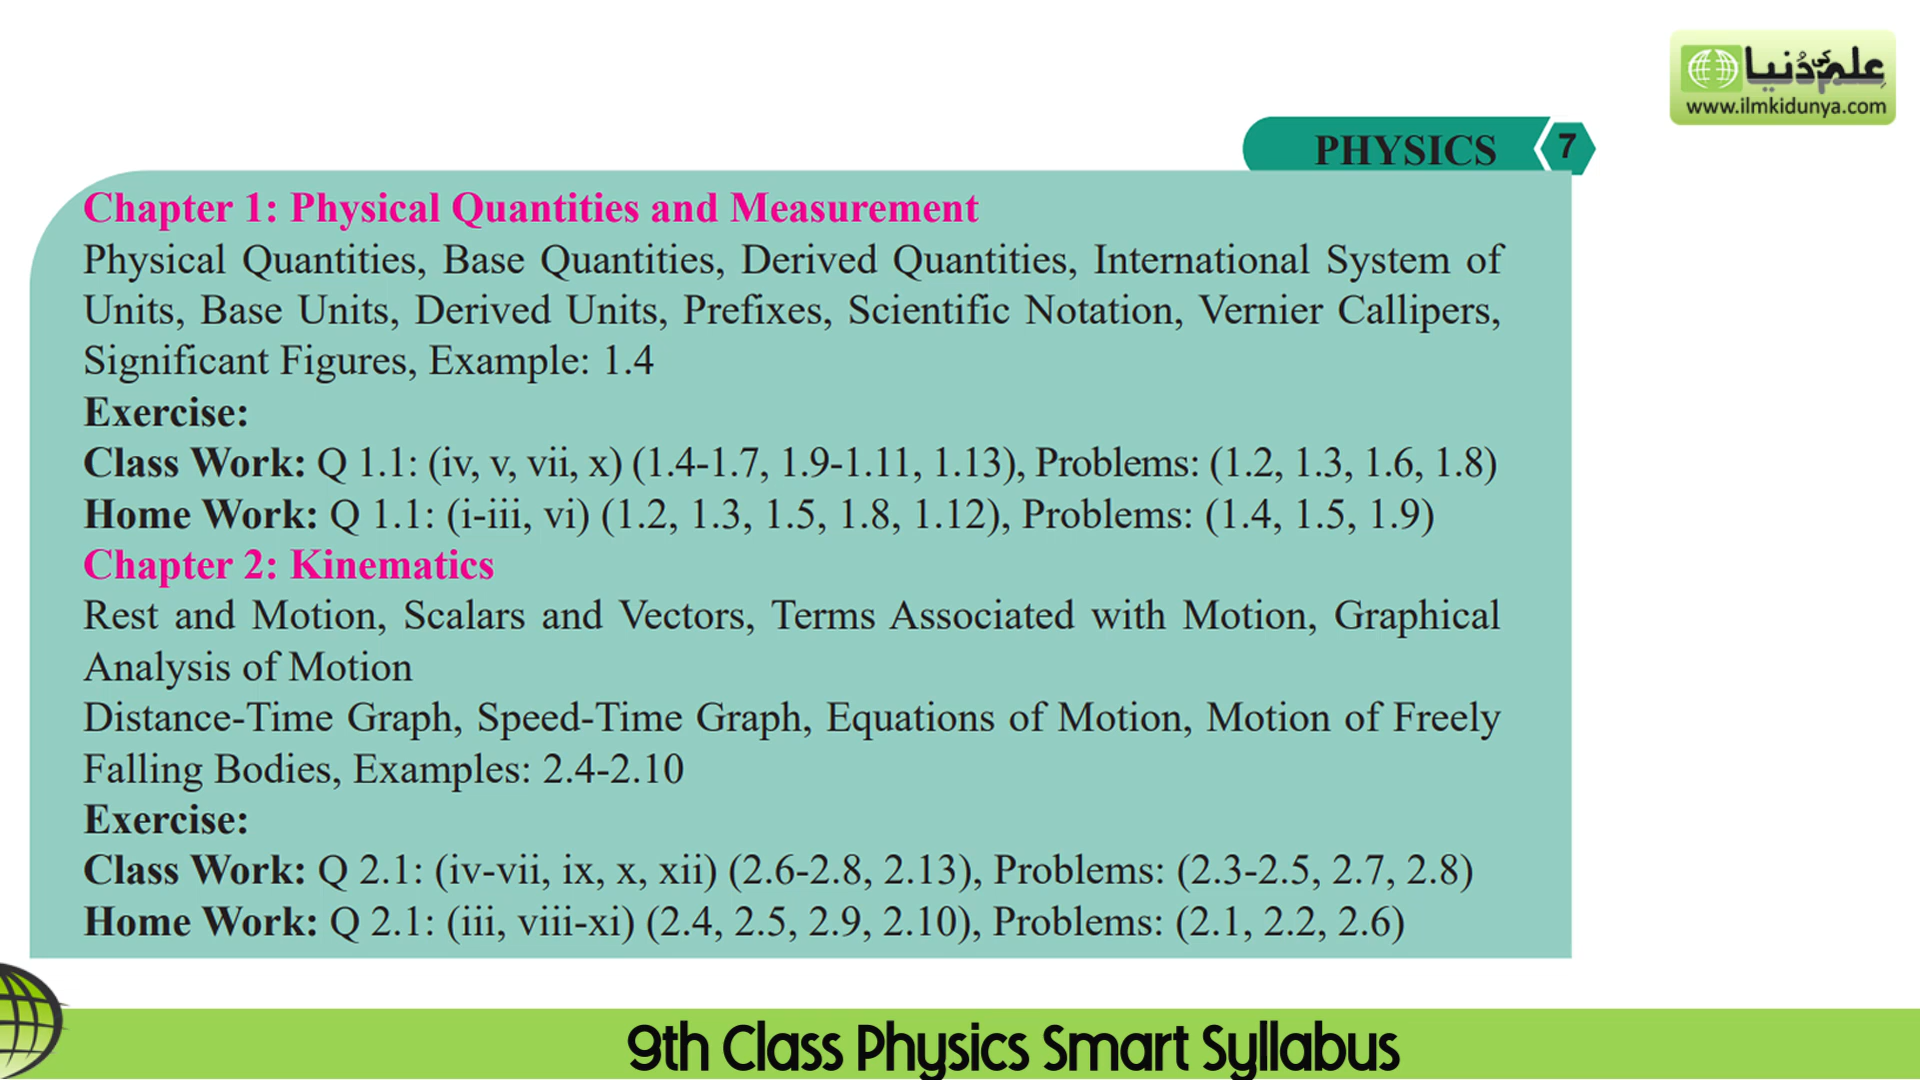 علم کی دُنیا
www.ilmkidunya.com
PHYSICS 7
Chapter 1: Physical Quantities and Measurement
Physical Quantities, Base Quantities, Derived Quantities, International System of
Units, Base Units, Derived Units, Prefixes, Scientific Notation, Vernier Callipers,
Significant Figures, Example: 1.4
Exercise:
Class Work: Q 1.1: (iv, v, vii, x) (1.4-1.7, 1.9-1.11, 1.13), Problems: (1.2, 1.3, 1.6, 1.8)
Home Work: Q 1.1: (i-iii, vi) (1.2, 1.3, 1.5, 1.8, 1.12), Problems: (1.4, 1.5, 1.9)
Chapter 2: Kinematics
Rest and Motion, Scalars and Vectors, Terms Associated with Motion, Graphical
Analysis of Motion
Distance-Time Graph, Speed-Time Graph, Equations of Motion, Motion of Freely
Falling Bodies, Examples: 2.4-2.10
Exercise:
Class Work: Q 2.1: (iv-vii, ix, x, xii) (2.6-2.8, 2.13), Problems: (2.3-2.5, 2.7, 2.8)
Home Work: Q 2.1: (iii, viii-xi) (2.4, 2.5, 2.9, 2.10), Problems: (2.1, 2.2, 2.6)
9th Class Physics Smart Syllabus